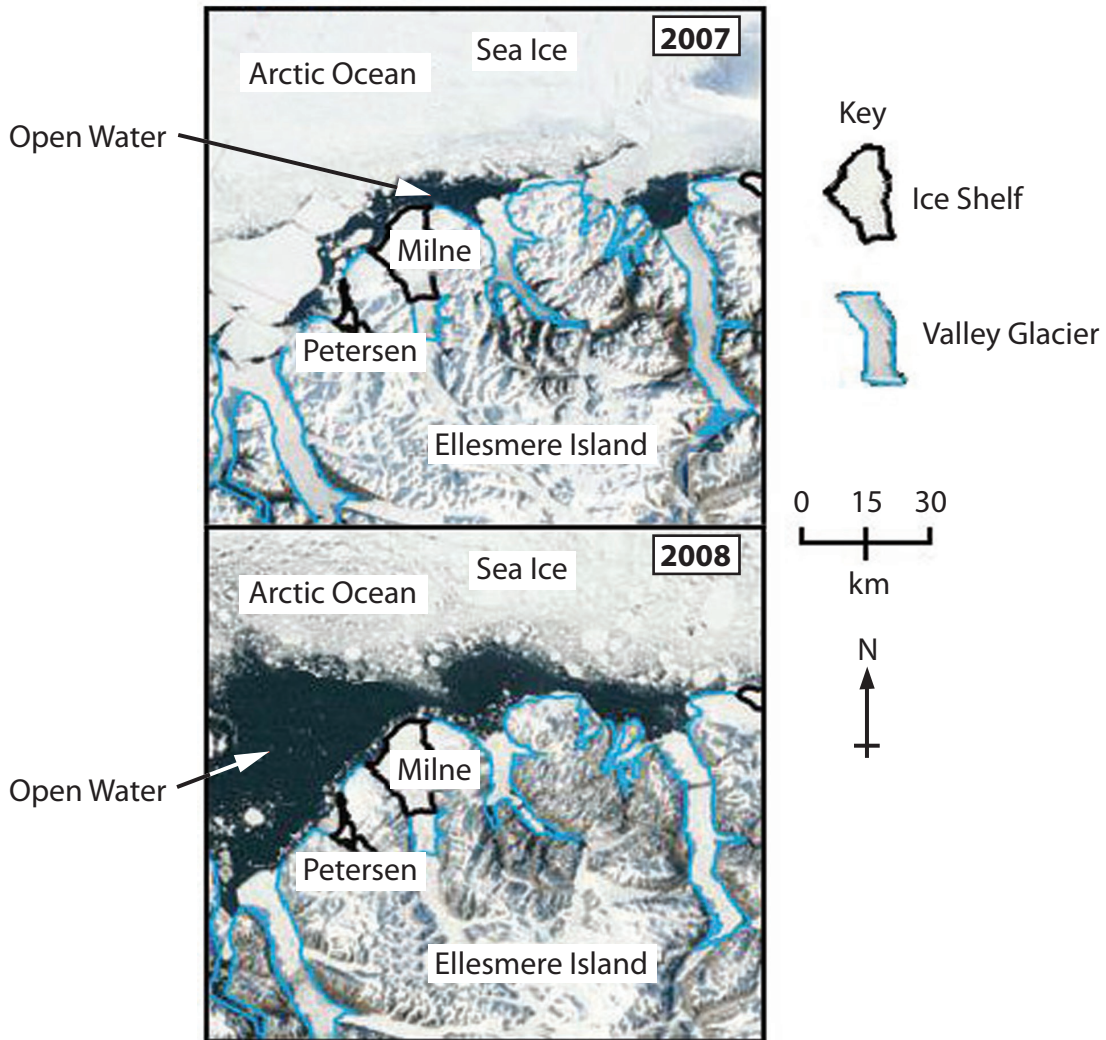 2007
Sea Ice
Arctic Ocean
Open Water
Milne
Petersen
Ellesmere Island
Key
Ice Shelf
Valley Glacier
0 15 30
km
N
2008
Sea Ice
Arctic Ocean
Milne
Open Water
Petersen
Ellesmere Island